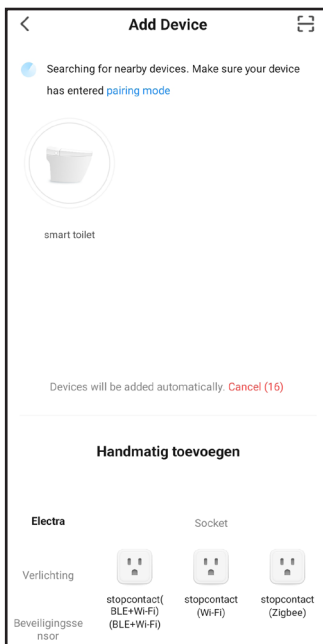 Add Device
Searching for nearby devices. Make sure your device
has entered pairing mode
smart toilet
Devices will be added automatically. Cancel (16)
Handmatig toevoegen
Electra
Socket
Verlichting
stopcontact(
BLE+Wi-Fi)
(BLE+Wi-Fi)
stopcontact
(Wi-Fi)
stopcontact
(Zigbee)
Beveiligingsse
nsor